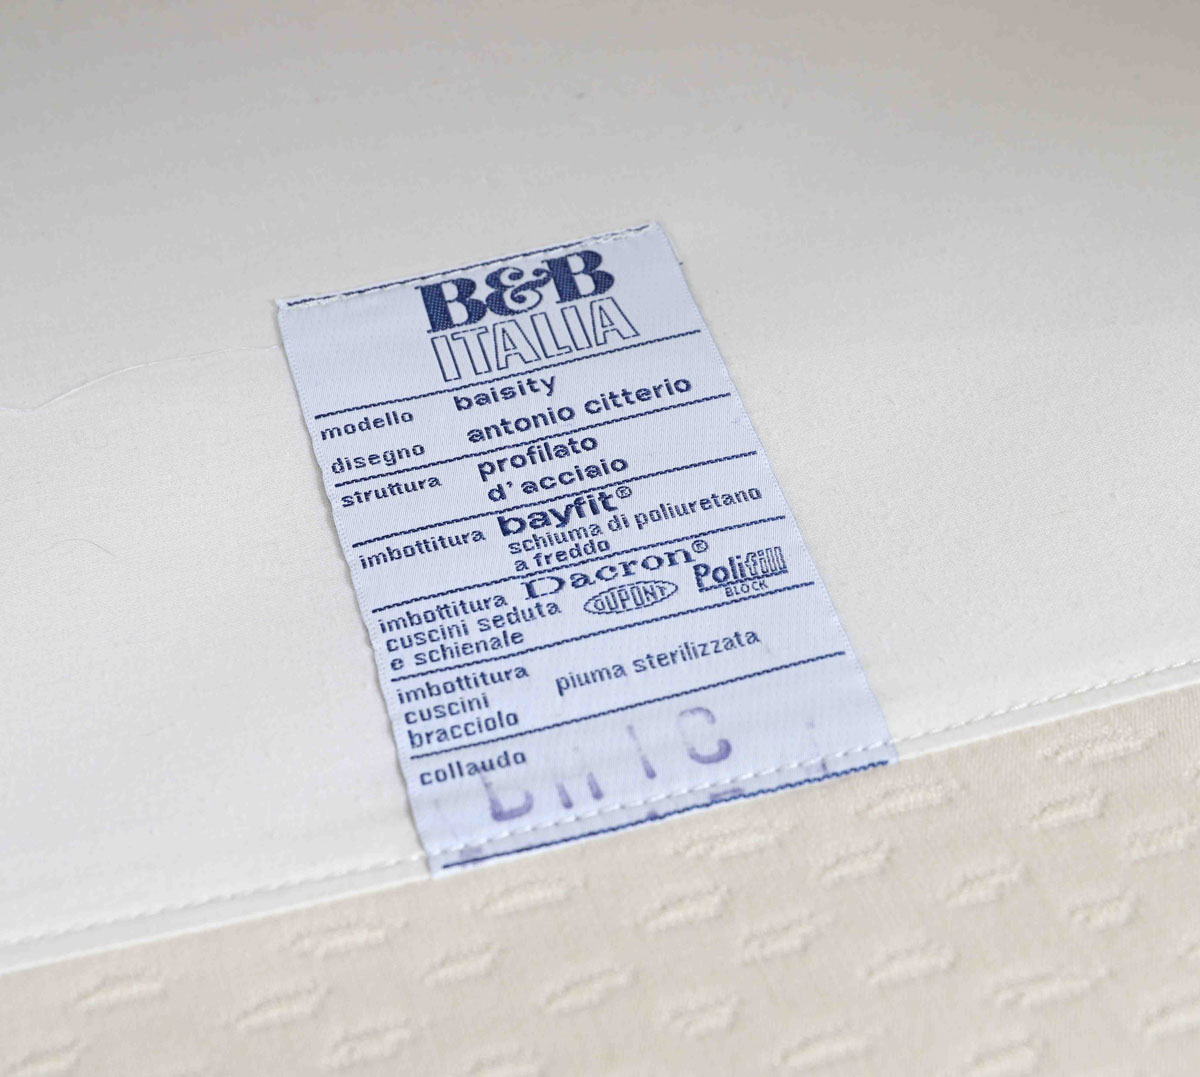 B&B
ITALIA
modello baisity
disegno antonio citterio
struttura profilato
d'acciaio
imbottitura bayfit®
schiuma di poliuretano
a freddo
imbottitura Dacron®
cuscini seduta DUPONT Polifill
e schienale BLOCK
imbottitura piuma sterilizzata
cuscini
bracciolo
collaudo